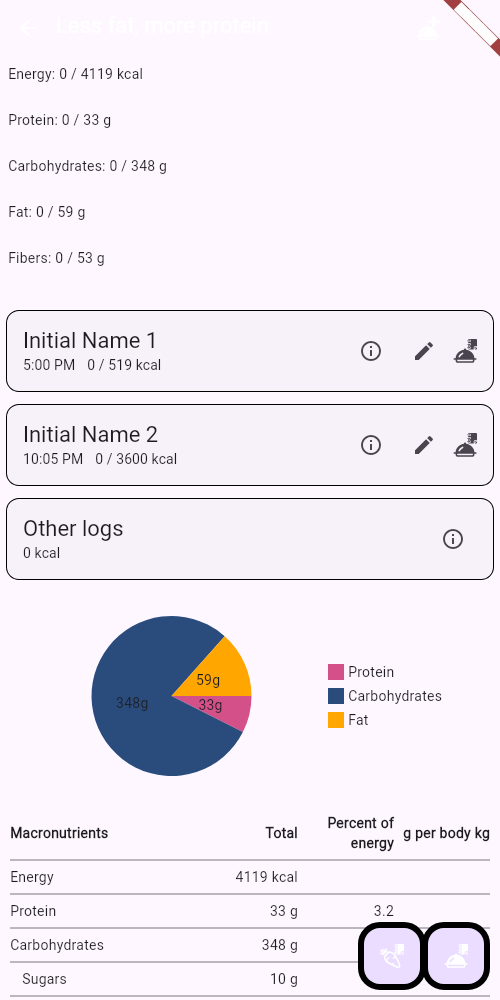 Less fat, more protein
Energy: 0 / 4119 kcal
Protein: 0 / 33 g
Carbohydrates: 0 / 348 g
Fat: 0 / 59 g
Fibers: 0 / 53 g
Initial Name 1
5:00 PM 0 / 519 kcal
Initial Name 2
10:05 PM 0 / 3600 kcal
Other logs
0 kcal
59g
348g
33g
Protein
Carbohydrates
Fat
Macronutrients Total Percent of energy g per body kg
Energy 4119 kcal
Protein 33 g 3.2
Carbohydrates 348 g
Sugars 10 g